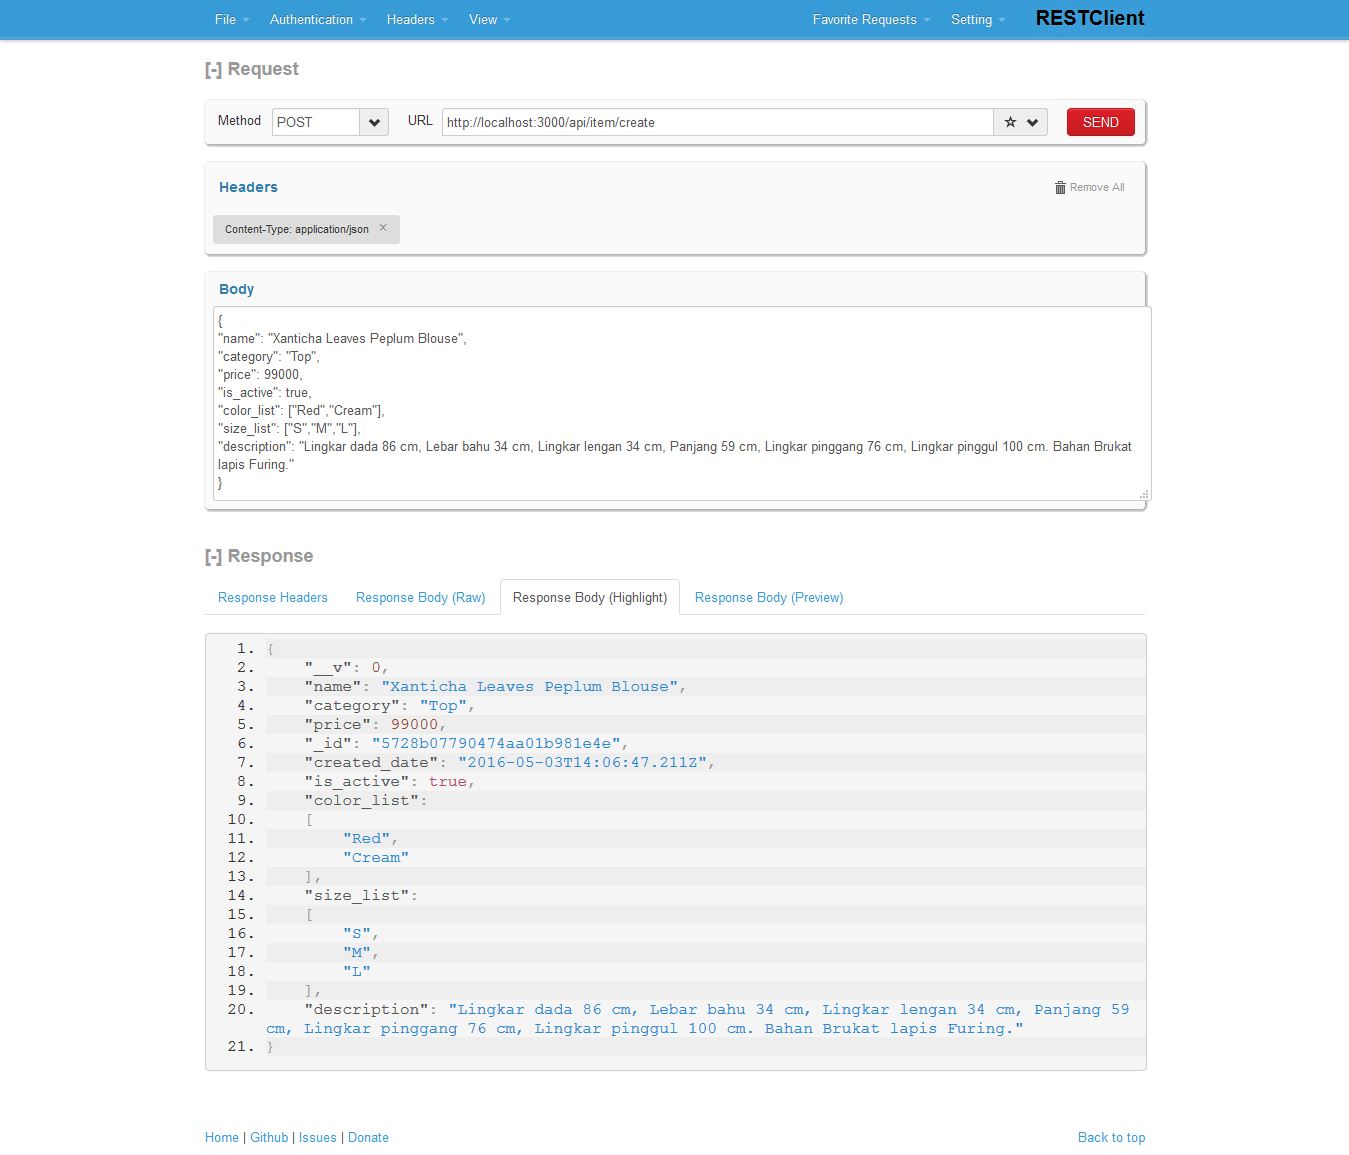 File Authentication Headers View Favorite Requests Setting RESTClient
[-] Request
Method POST URL http://localhost:3000/api/item/create SEND
Headers Remove All
Content-Type: application/json ×
Body
{
"name": "Xanticha Leaves Peplum Blouse",
"category": "Top",
"price": 99000,
"is_active": true,
"color_list": ["Red","Cream"],
"size_list": ["S","M","L"],
"description": "Lingkar dada 86 cm, Lebar bahu 34 cm, Lingkar lengan 34 cm, Panjang 59 cm, Lingkar pinggang 76 cm, Lingkar pinggul 100 cm. Bahan Brukat
lapis Furing."
}
[-] Response
Response Headers Response Body (Raw) Response Body (Highlight) Response Body (Preview)
1. {
2. "__v": 0,
3. "name": "Xanticha Leaves Peplum Blouse",
4. "category": "Top",
5. "price": 99000,
6. "_id": "5728b07790474aa01b981e4e",
7. "created_date": "2016-05-03T14:06:47.211Z",
8. "is_active": true,
9. "color_list":
10. [
11. "Red",
12. "Cream"
13. ],
14. "size_list":
15. [
16. "S",
17. "M",
18. "L"
19. ],
20. "description": "Lingkar dada 86 cm, Lebar bahu 34 cm, Lingkar lengan 34 cm, Panjang 59
cm, Lingkar pinggang 76 cm, Lingkar pinggul 100 cm. Bahan Brukat lapis Furing."
21. }
Home | Github | Issues | Donate Back to top